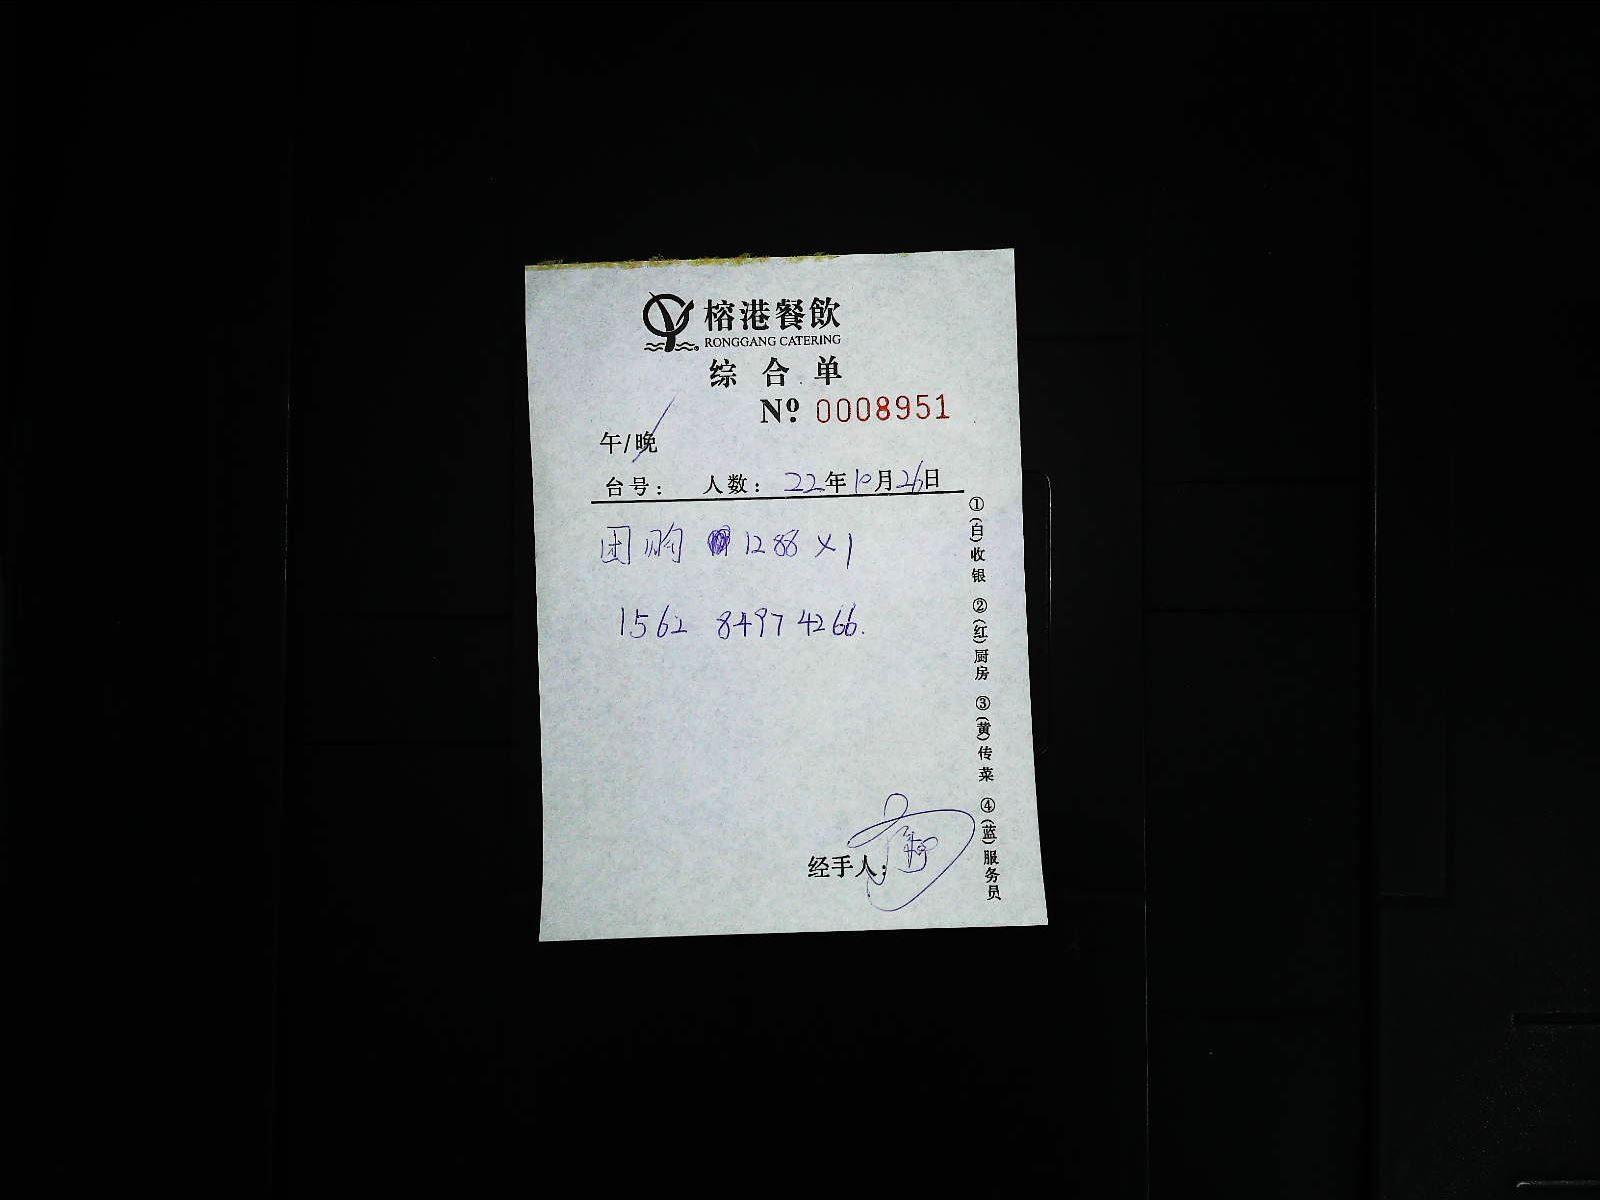 榕港餐飲
RONGGANG CATERING
综合单
Nº 0008951
午/晚
台号： 人数： 22年10月26日
团购 1288×1
1562 8497 4266.
经手人：
①(白)收银 ②(红)厨房 ③(黄)传菜 ④(蓝)服务员